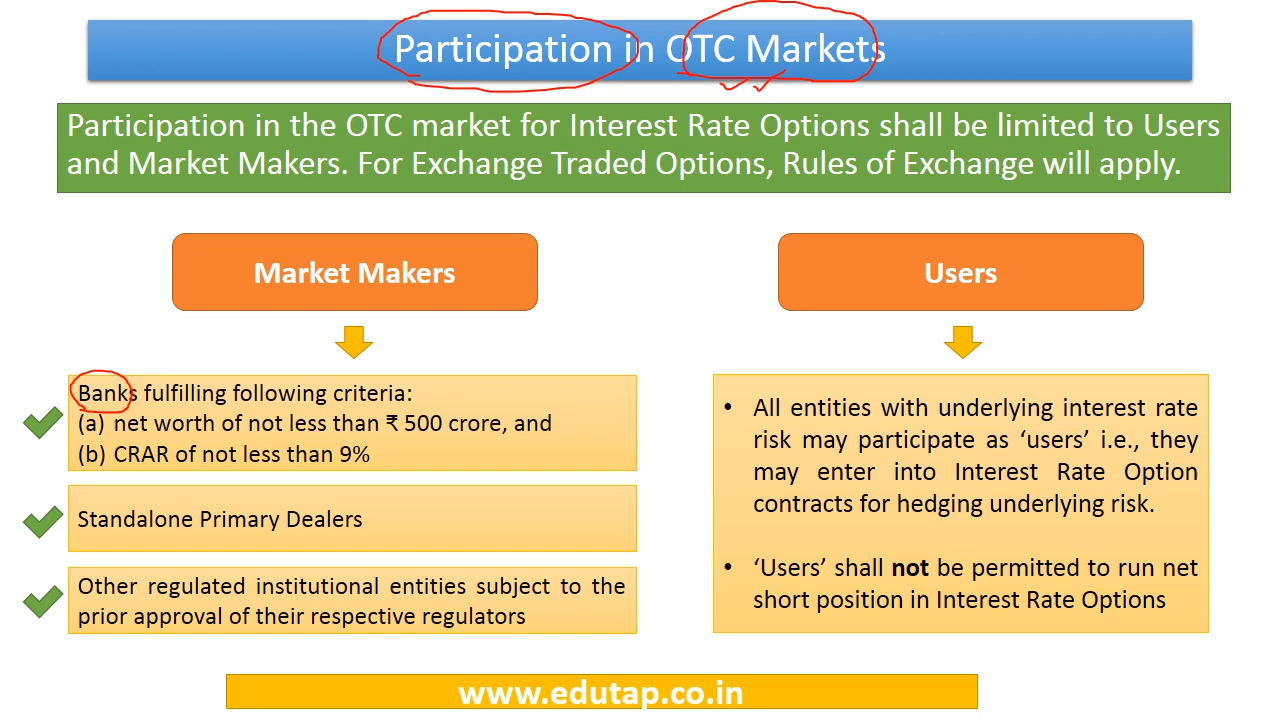 Participation in OTC Markets
Participation in the OTC market for Interest Rate Options shall be limited to Users
and Market Makers. For Exchange Traded Options, Rules of Exchange will apply.
Market Makers
Banks fulfilling following criteria:
(a) net worth of not less than ₹ 500 crore, and
(b) CRAR of not less than 9%
Standalone Primary Dealers
Other regulated institutional entities subject to the
prior approval of their respective regulators
Users
• All entities with underlying interest rate
risk may participate as ‘users’ i.e., they
may enter into Interest Rate Option
contracts for hedging underlying risk.
• ‘Users’ shall not be permitted to run net
short position in Interest Rate Options
www.edutap.co.in